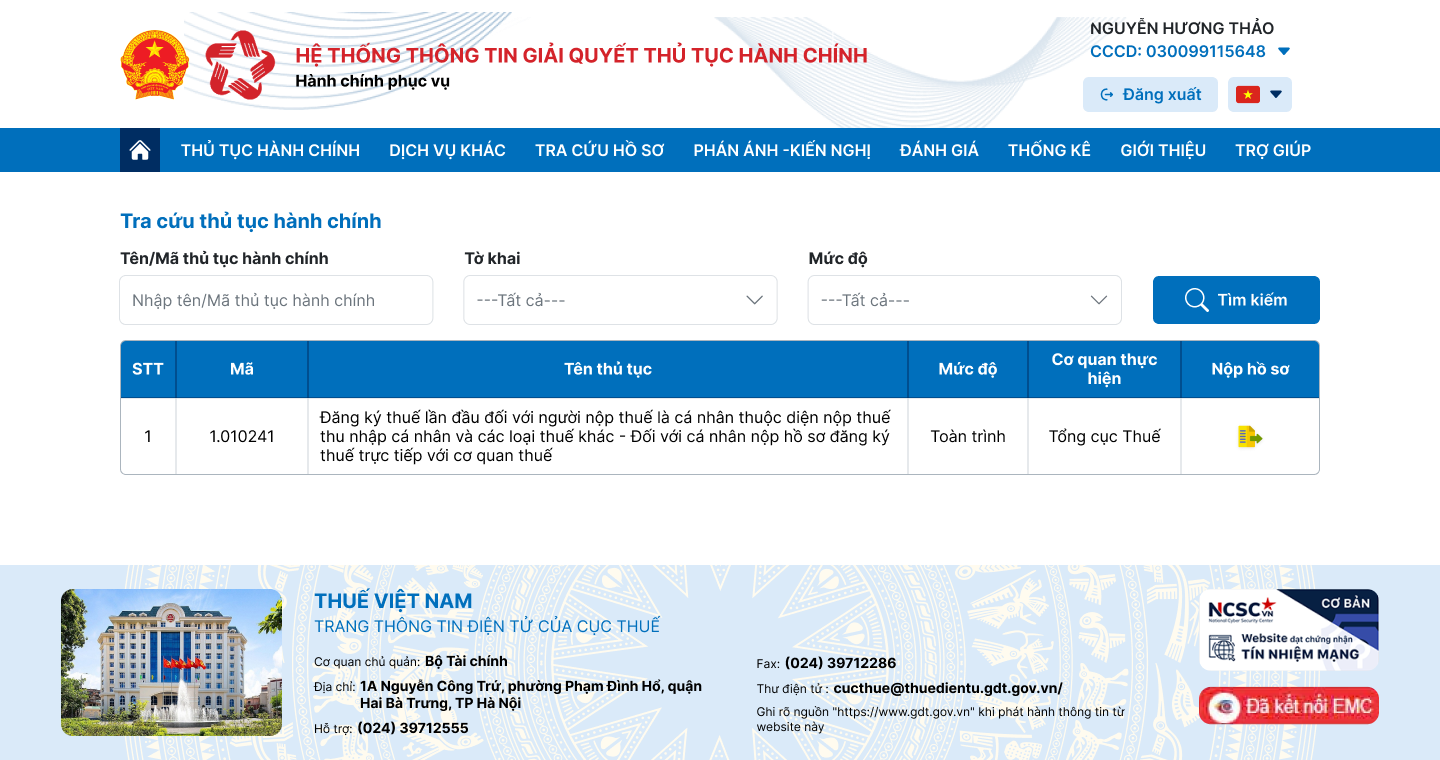 HỆ THỐNG THÔNG TIN GIẢI QUYẾT THỦ TỤC HÀNH CHÍNH
Hành chính phục vụ
NGUYỄN HƯƠNG THẢO
CCCD: 030099115648
Đăng xuất
THỦ TỤC HÀNH CHÍNH DỊCH VỤ KHÁC TRA CỨU HỒ SƠ PHÁN ÁNH -KIẾN NGHỊ ĐÁNH GIÁ THỐNG KÊ GIỚI THIỆU TRỢ GIÚP
Tra cứu thủ tục hành chính
Tên/Mã thủ tục hành chính Tờ khai Mức độ
Nhập tên/Mã thủ tục hành chính ---Tất cả--- ---Tất cả--- Tìm kiếm
STT Mã Tên thủ tục Mức độ Cơ quan thực hiện Nộp hồ sơ
1 1.010241 Đăng ký thuế lần đầu đối với người nộp thuế là cá nhân thuộc diện nộp thuế
thu nhập cá nhân và các loại thuế khác - Đối với cá nhân nộp hồ sơ đăng ký
thuế trực tiếp với cơ quan thuế
Toàn trình Tổng cục Thuế
THUẾ VIỆT NAM
TRANG THÔNG TIN ĐIỆN TỬ CỦA CỤC THUẾ
Cơ quan chủ quản: Bộ Tài chính
Địa chỉ: 1A Nguyễn Công Trứ, phường Phạm Đình Hổ, quận
Hai Bà Trưng, TP Hà Nội
Hỗ trợ: (024) 39712555
Fax: (024) 39712286
Thư điện tử : cucthue@thuedientu.gdt.gov.vn/
Ghi rõ nguồn "https://www.gdt.gov.vn" khi phát hành thông tin từ
website này
NCSC VN
National Cyber Security Center
CƠ BẢN
Website đạt chứng nhận
TÍN NHIỆM MẠNG
Đã kết nối EMC